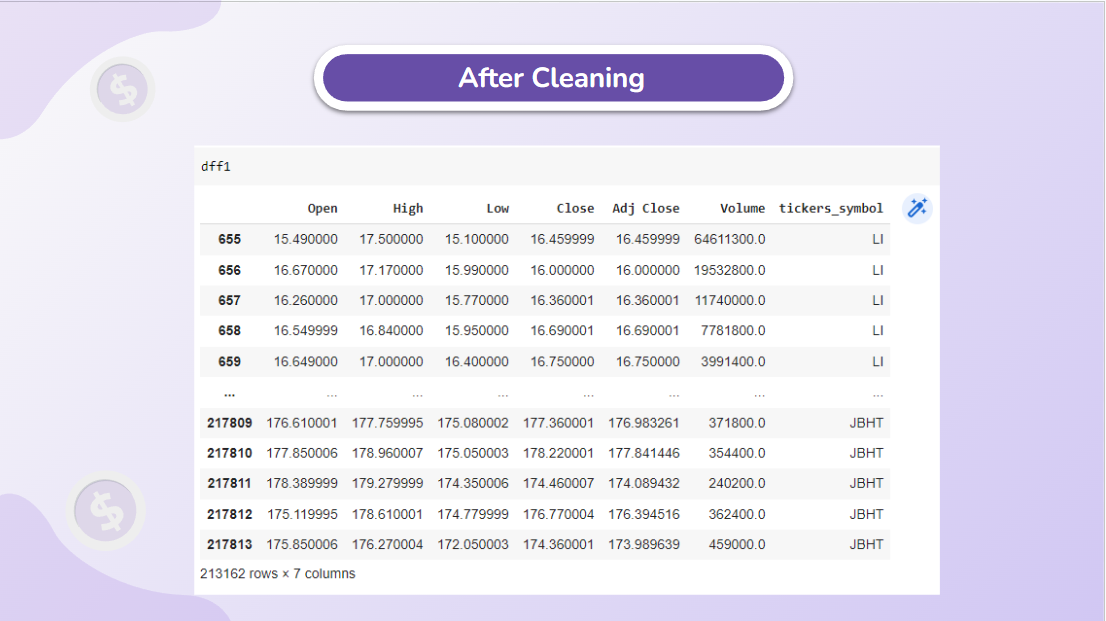 After Cleaning
dff1
Open High Low Close Adj Close Volume tickers_symbol
655 15.490000 17.500000 15.100000 16.459999 16.459999 64611300.0 LI
656 16.670000 17.170000 15.990000 16.000000 16.000000 19532800.0 LI
657 16.260000 17.000000 15.770000 16.360001 16.360001 11740000.0 LI
658 16.549999 16.840000 15.950000 16.690001 16.690001 7781800.0 LI
659 16.649000 17.000000 16.400000 16.750000 16.750000 3991400.0 LI
... ... ... ... ... ... ... ...
217809 176.610001 177.759995 175.080002 177.360001 176.983261 371800.0 JBHT
217810 177.850006 178.960007 175.050003 178.220001 177.841446 354400.0 JBHT
217811 178.389999 179.279999 174.350006 174.460007 174.089432 240200.0 JBHT
217812 175.119995 178.610001 174.779999 176.770004 176.394516 362400.0 JBHT
217813 175.850006 176.270004 172.050003 174.360001 173.989639 459000.0 JBHT
213162 rows × 7 columns